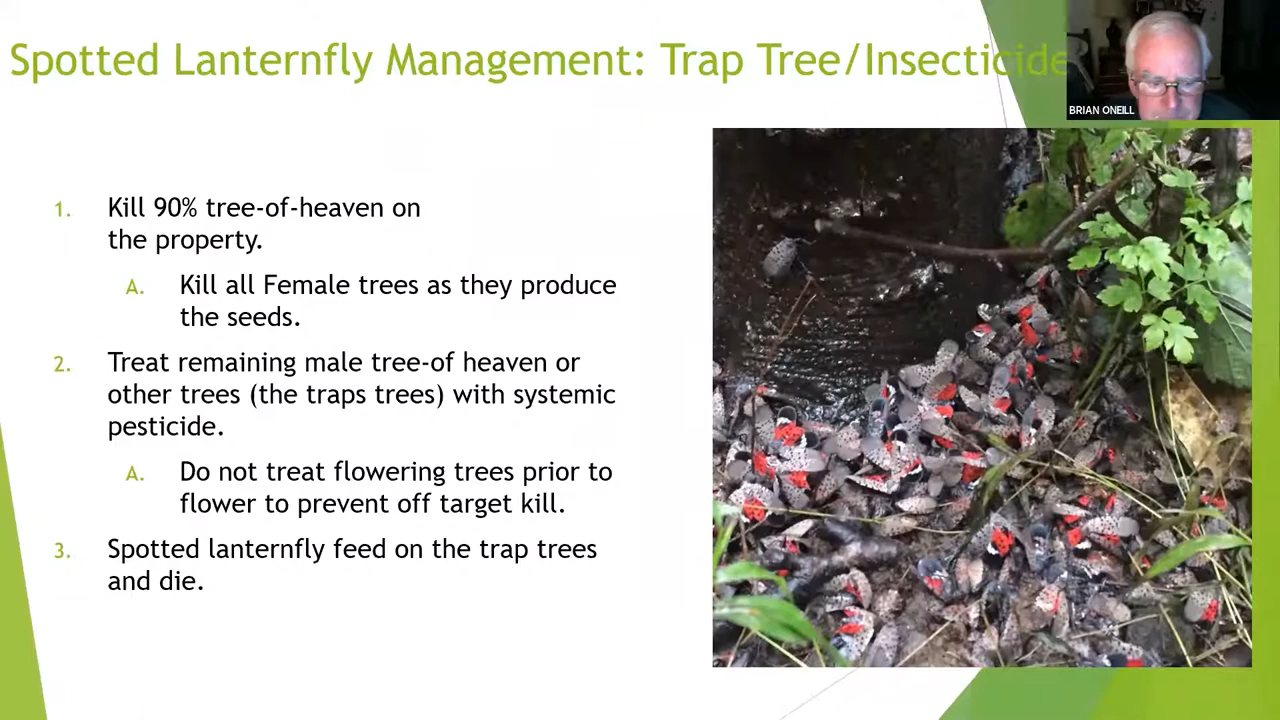 Spotted Lanternfly Management: Trap Tree/Insecticide
BRIAN ONEILL
1. Kill 90% tree-of-heaven on
the property.
A. Kill all Female trees as they produce
the seeds.
2. Treat remaining male tree-of heaven or
other trees (the traps trees) with systemic
pesticide.
A. Do not treat flowering trees prior to
flower to prevent off target kill.
3. Spotted lanternfly feed on the trap trees
and die.